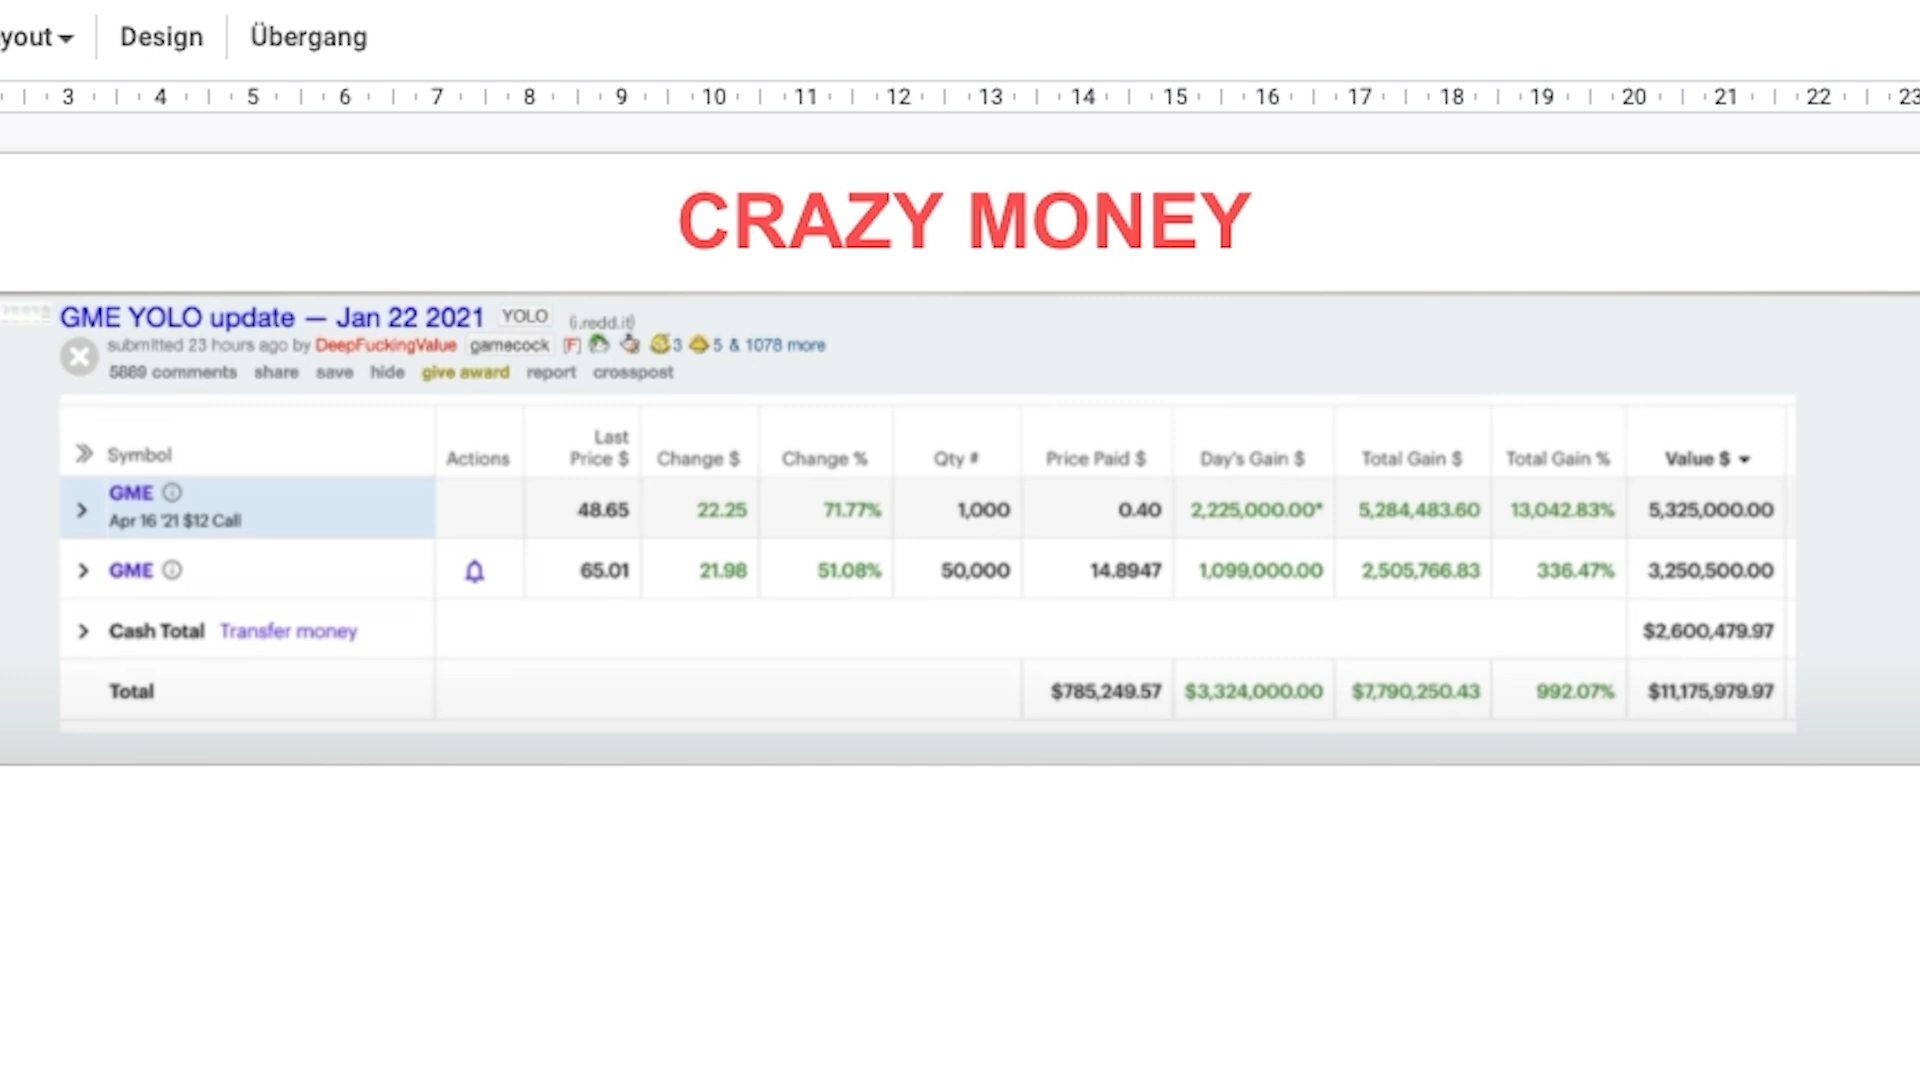 yout Design Übergang
3 4 5 6 7 8 9 10 11 12 13 14 15 16 17 18 19 20 21 22 23
CRAZY MONEY
GME YOLO update — Jan 22 2021 YOLO (i.redd.it)
submitted 23 hours ago by DeepFuckingValue gamecock [F] 3 5 & 1078 more
5889 comments share save hide give award report crosspost
Symbol Actions Last Price $ Change $ Change % Qty # Price Paid $ Day's Gain $ Total Gain $ Total Gain % Value $
GME
Apr 16 '21 $12 Call 48.65 22.25 71.77% 1,000 0.40 2,225,000.00* 5,284,483.60 13,042.83% 5,325,000.00
GME 65.01 21.98 51.08% 50,000 14.8947 1,099,000.00 2,505,766.83 336.47% 3,250,500.00
Cash Total Transfer money $2,600,479.97
Total $785,249.57 $3,324,000.00 $7,790,250.43 992.07% $11,175,979.97